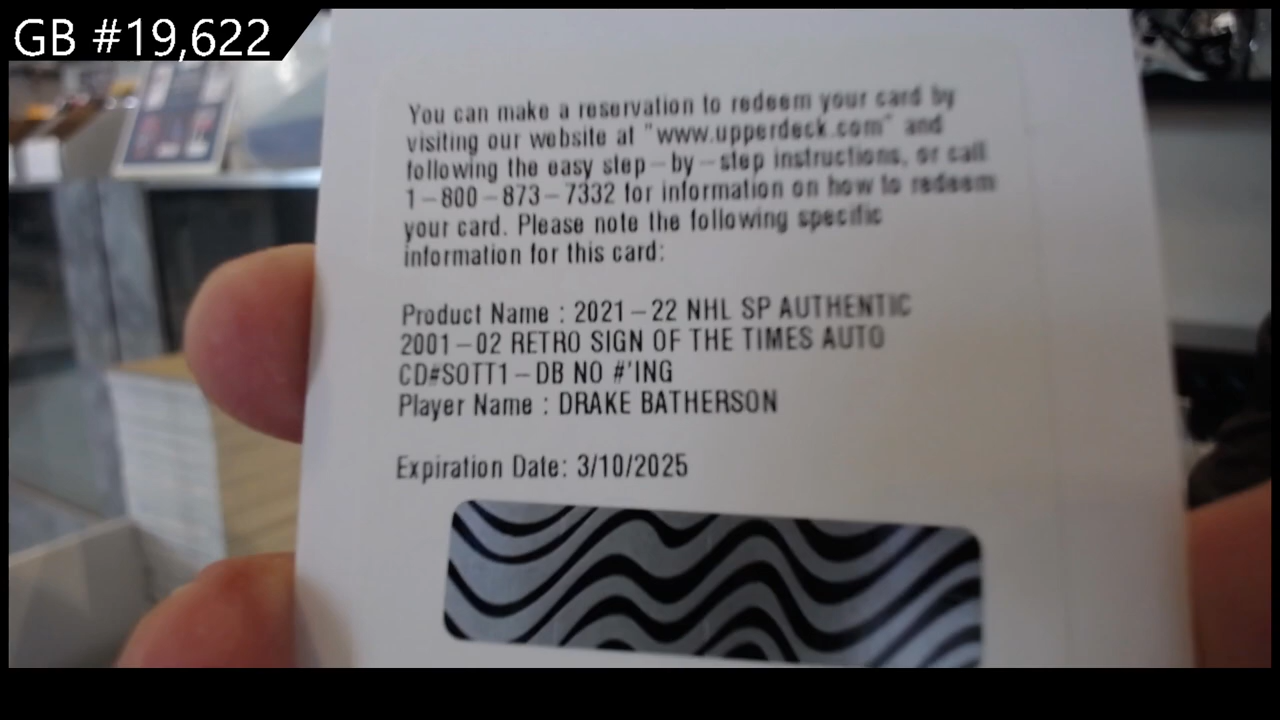 GB #19,622
You can make a reservation to redeem your card by
visiting our website at "www.upperdeck.com" and
following the easy step-by-step instructions, or call
1-800-873-7332 for information on how to redeem
your card. Please note the following specific
information for this card:
Product Name : 2021-22 NHL SP AUTHENTIC
2001-02 RETRO SIGN OF THE TIMES AUTO
CD#SOTT1-DB NO #'ING
Player Name : DRAKE BATHERSON
Expiration Date: 3/10/2025